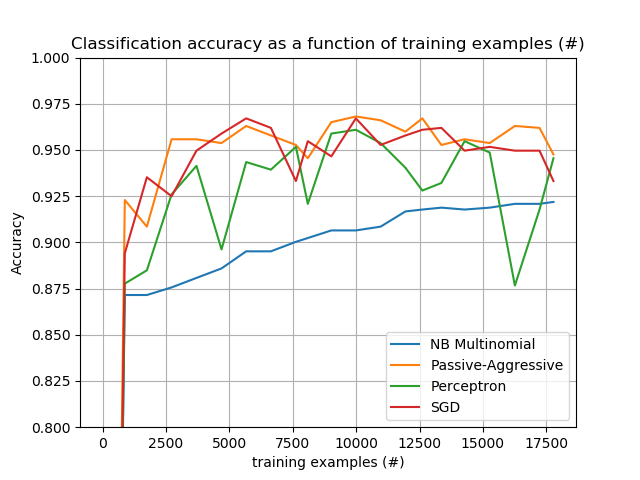 Classification accuracy as a function of training examples (#)
1.000
0.975
0.950
0.925
0.900
0.875
0.850
0.825
0.800
Accuracy
NB Multinomial
Passive-Aggressive
Perceptron
SGD
0 2500 5000 7500 10000 12500 15000 17500
training examples (#)